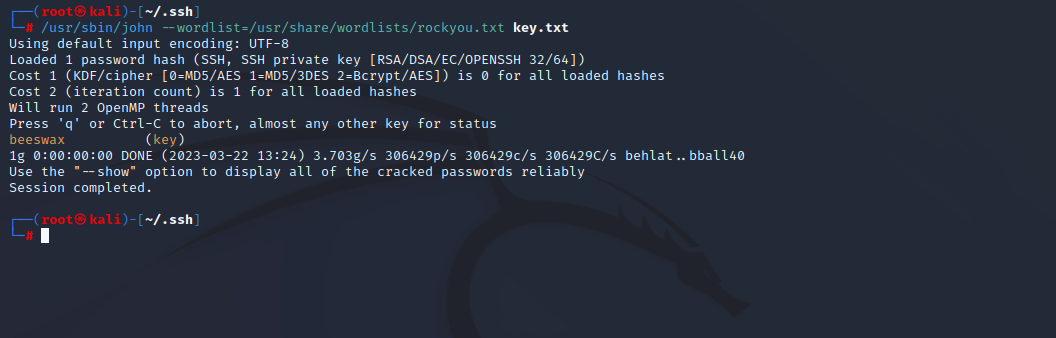 ┌──(root㉿kali)-[~/.ssh]
└─# /usr/sbin/john --wordlist=/usr/share/wordlists/rockyou.txt key.txt
Using default input encoding: UTF-8
Loaded 1 password hash (SSH, SSH private key [RSA/DSA/EC/OPENSSH 32/64])
Cost 1 (KDF/cipher [0=MD5/AES 1=MD5/3DES 2=Bcrypt/AES]) is 0 for all loaded hashes
Cost 2 (iteration count) is 1 for all loaded hashes
Will run 2 OpenMP threads
Press 'q' or Ctrl-C to abort, almost any other key for status
beeswax          (key)
1g 0:00:00:00 DONE (2023-03-22 13:24) 3.703g/s 306429p/s 306429c/s 306429C/s behlat..bball40
Use the "--show" option to display all of the cracked passwords reliably
Session completed.
┌──(root㉿kali)-[~/.ssh]
└─#